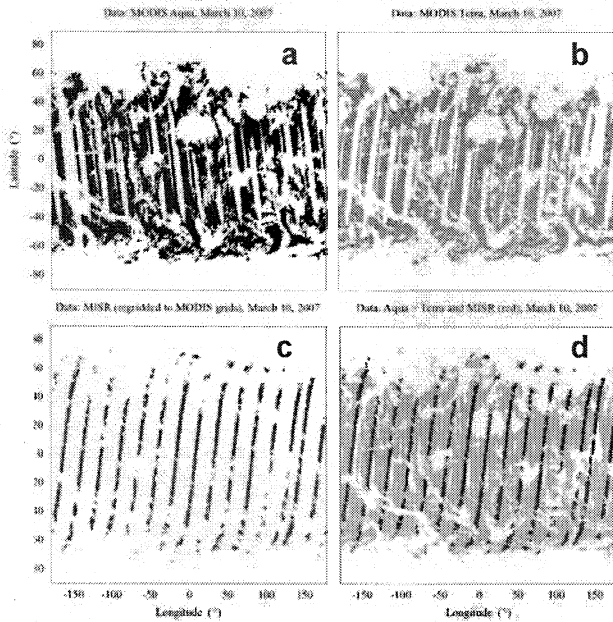 Data: MODIS Aqua, March 10, 2007
Data: MODIS Terra, March 10, 2007
a
b
80
60
40
20
0
-20
-40
-60
-80
Latitude (°)
Data: MISR (regridded to MODIS grids), March 10, 2007
Data: Aqua + Terra and MISR (red), March 10, 2007
c
d
-150 -100 -50 0 50 100 150
-150 -100 -50 0 50 100 150
Longitude (°)
Longitude (°)